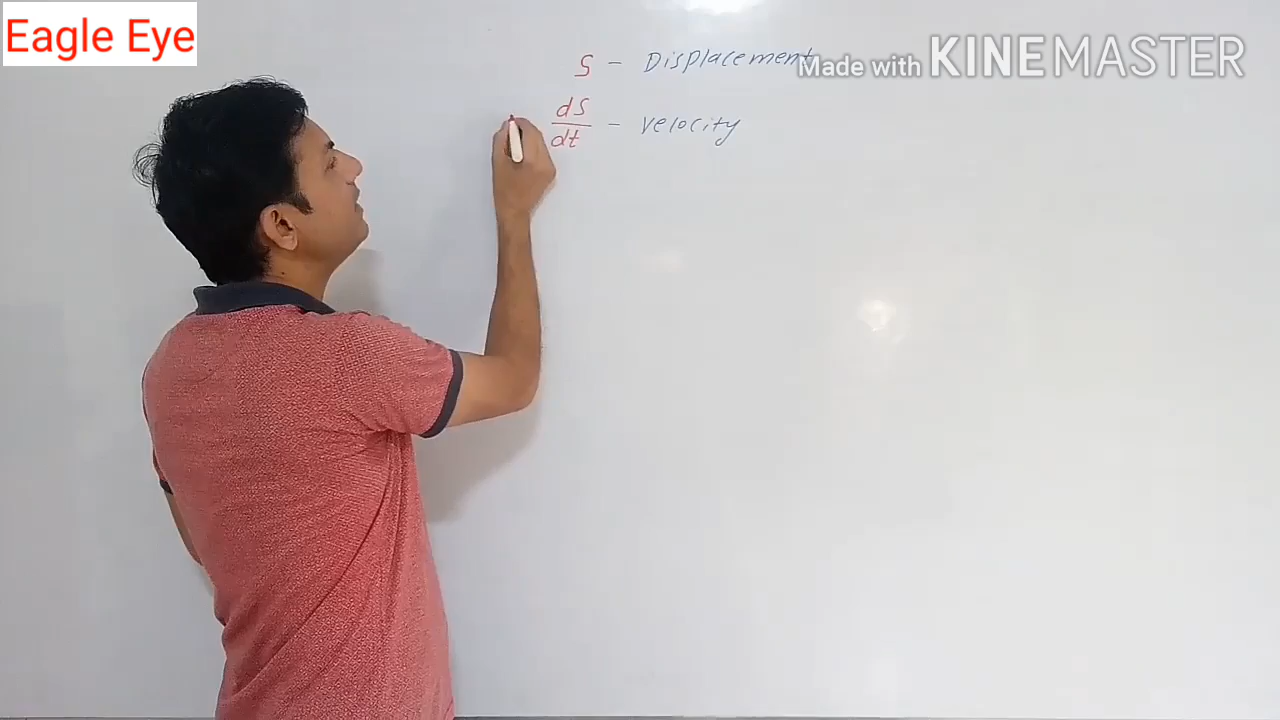 Eagle Eye
S - Displacement
Made with KINEMASTER
dS
dt - velocity